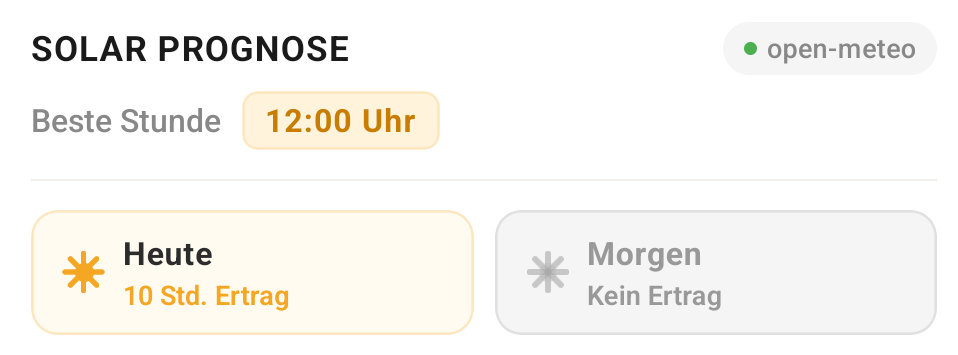 SOLAR PROGNOSE
open-meteo
Beste Stunde 12:00 Uhr
Heute
10 Std. Ertrag
Morgen
Kein Ertrag